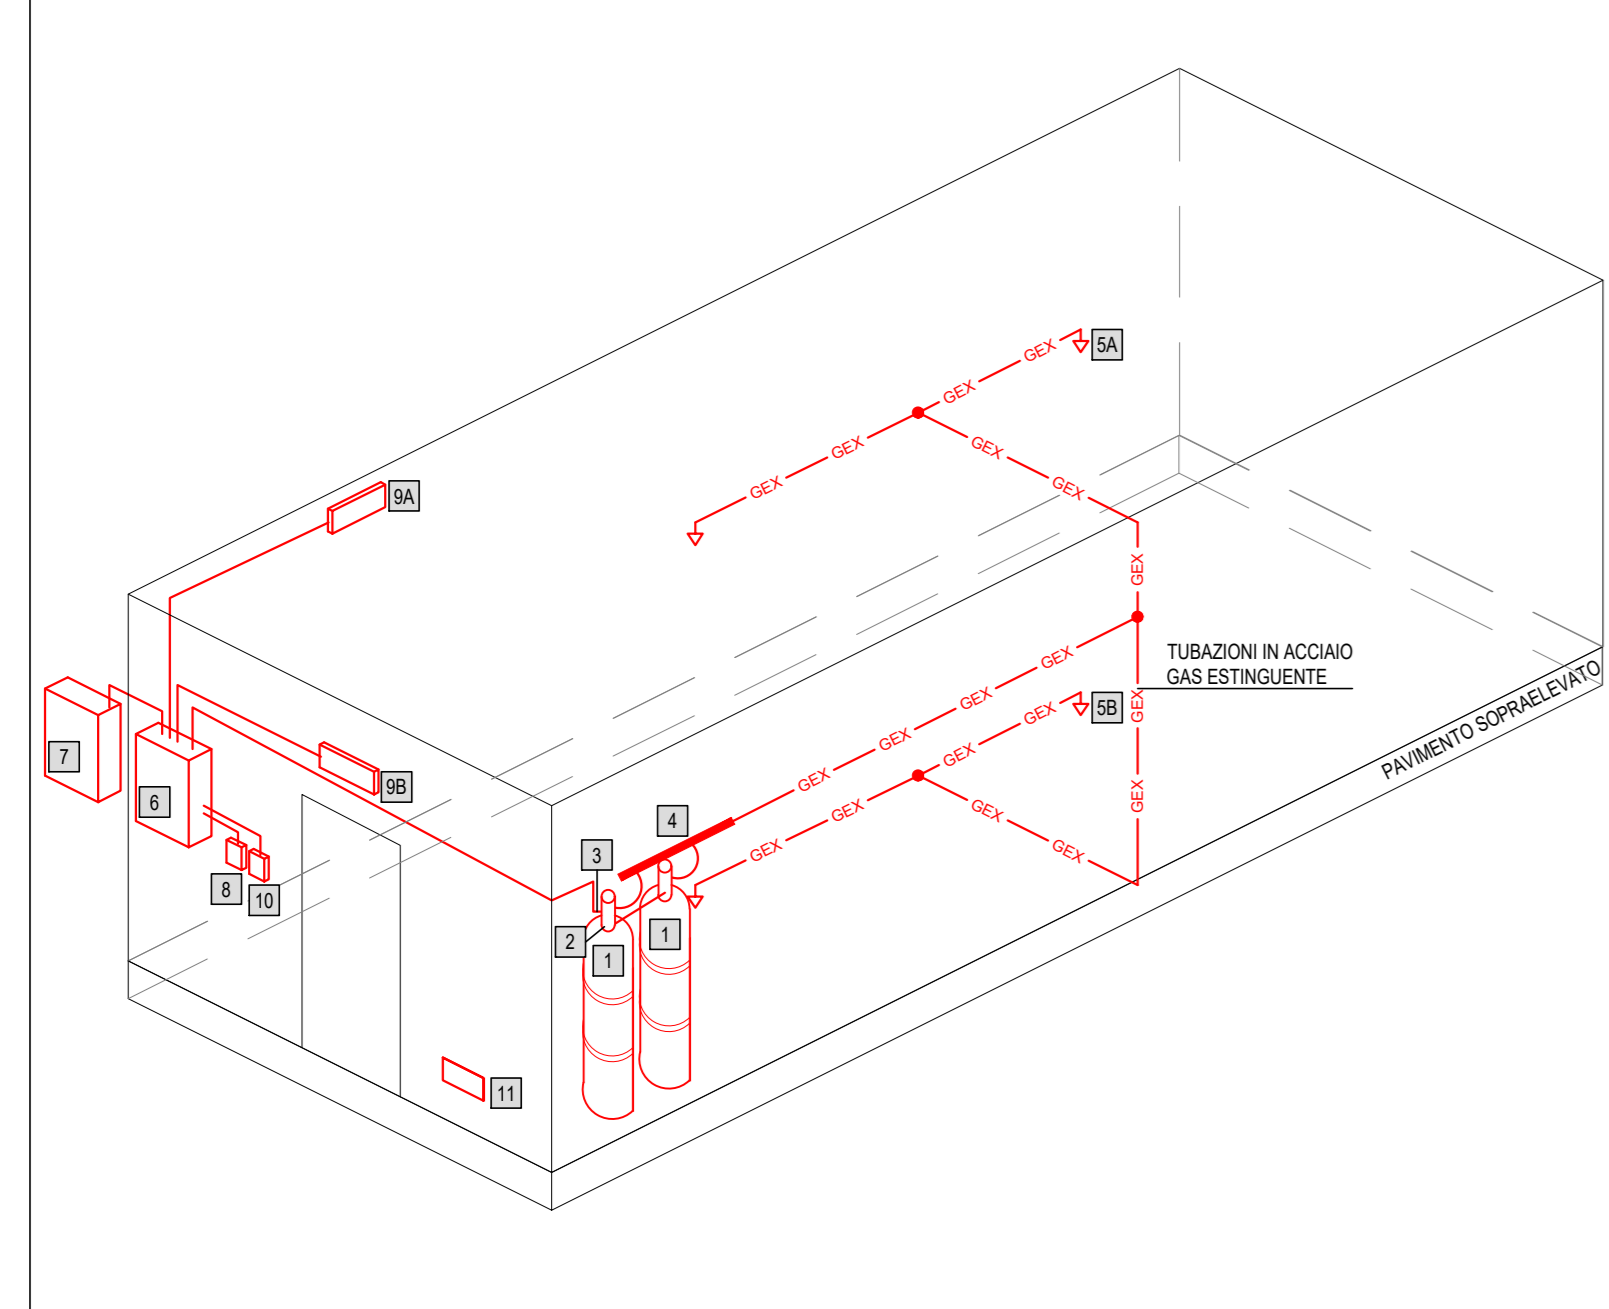 5A
GEX
GEX
GEX
GEX
GEX
GEX
9A
GEX
TUBAZIONI IN ACCIAIO
GAS ESTINGUENTE
GEX
GEX
GEX
GEX
5B
GEX
GEX
GEX
PAVIMENTO SOPRAELEVATO
7
6
9B
GEX
GEX
GEX
GEX
GEX
4
3
8
10
2
1
1
11